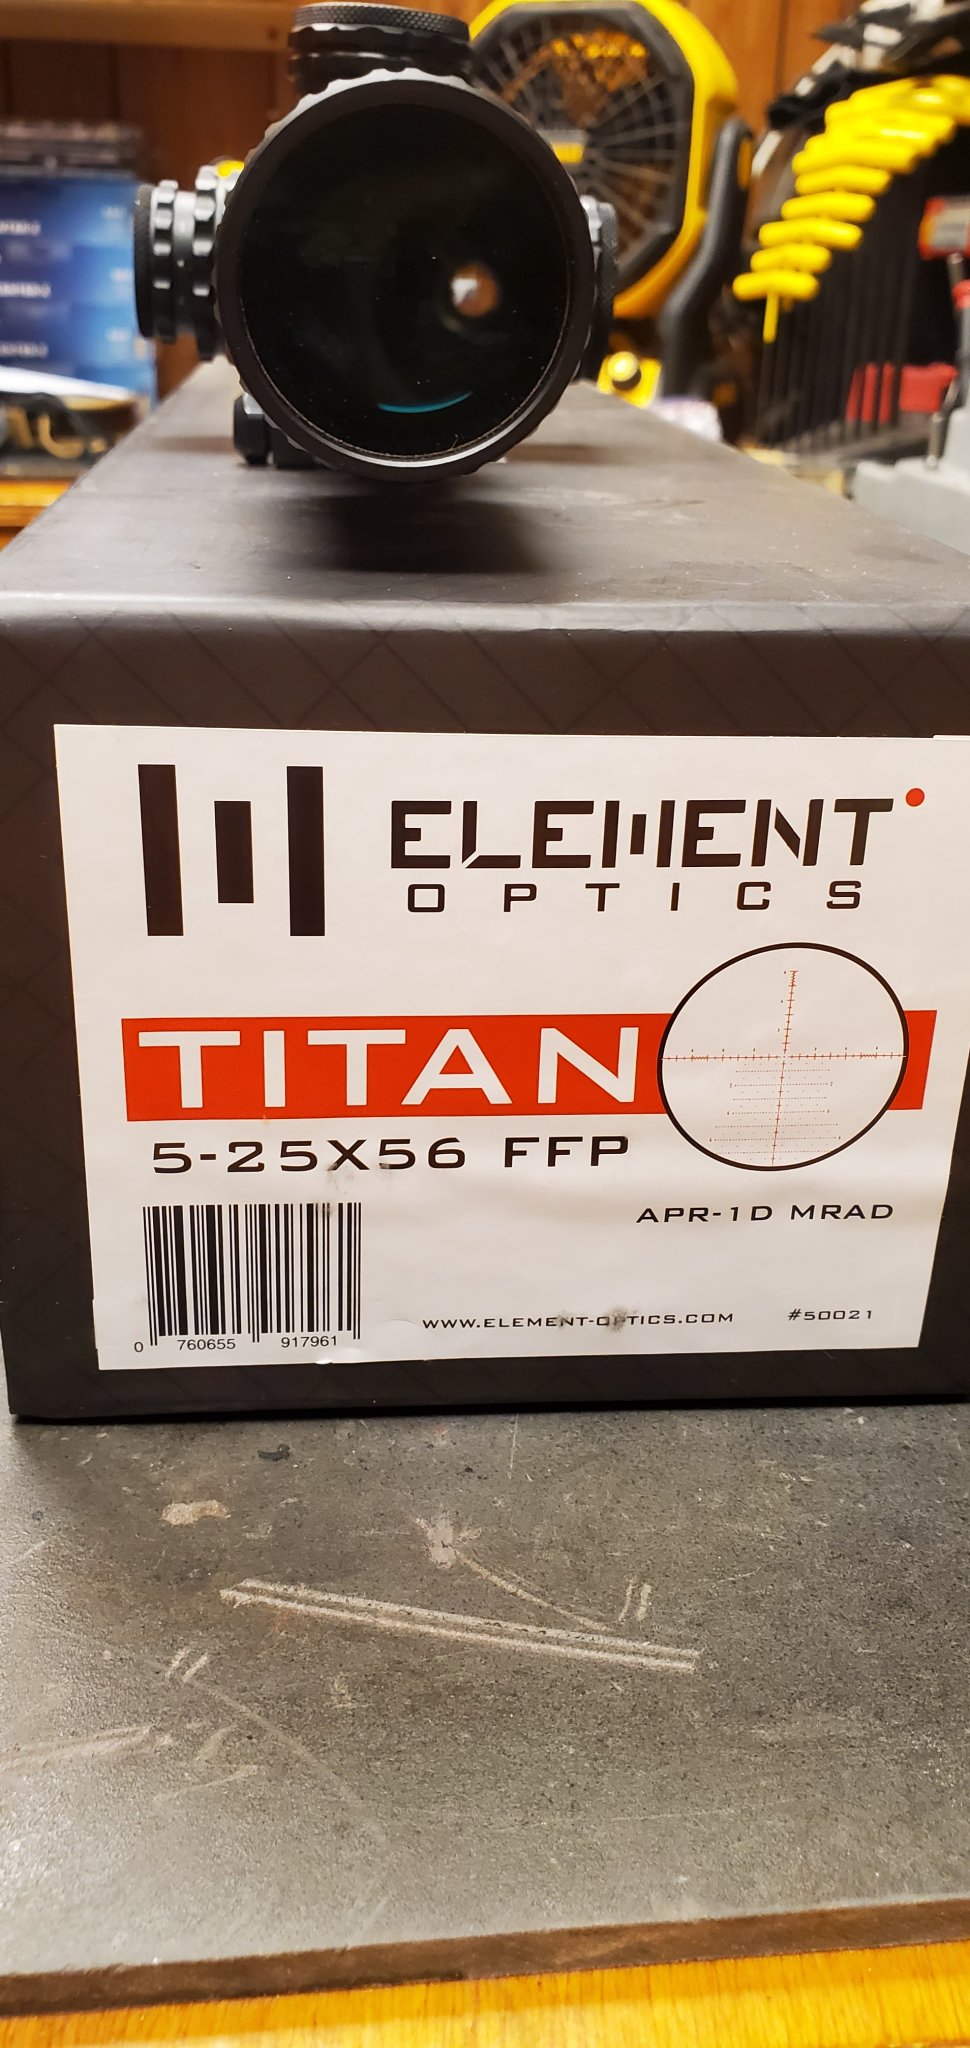 ELEMENT
OPTICS
TITAN
5-25X56 FFP
APR-1D MRAD
0 760655 917961
WWW.ELEMENT-OPTICS.COM #50021